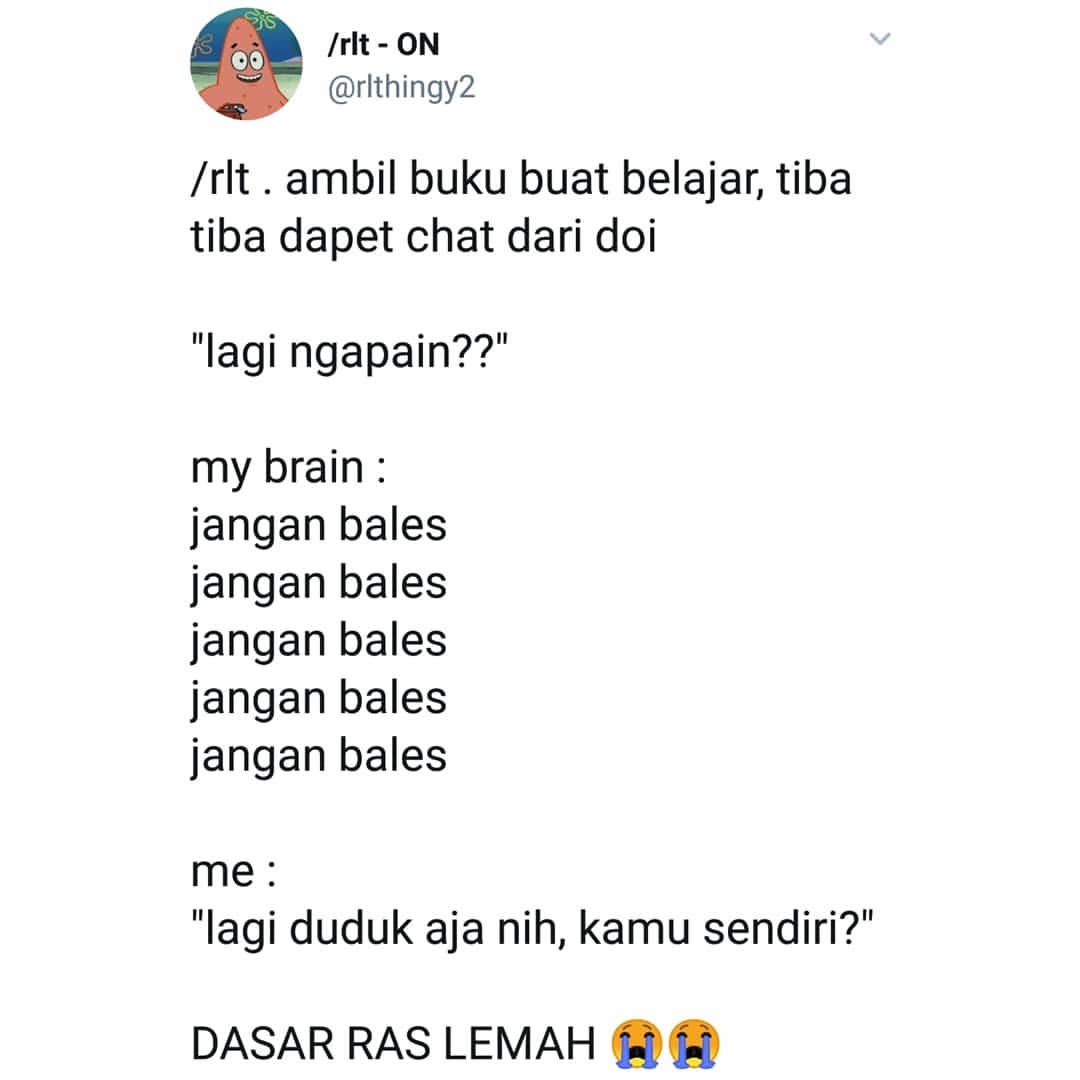 /rlt - ON
@rlthingy2
/rlt . ambil buku buat belajar, tiba
tiba dapet chat dari doi
"lagi ngapain??"
my brain :
jangan bales
jangan bales
jangan bales
jangan bales
jangan bales
me :
"lagi duduk aja nih, kamu sendiri?"
DASAR RAS LEMAH 😭😭